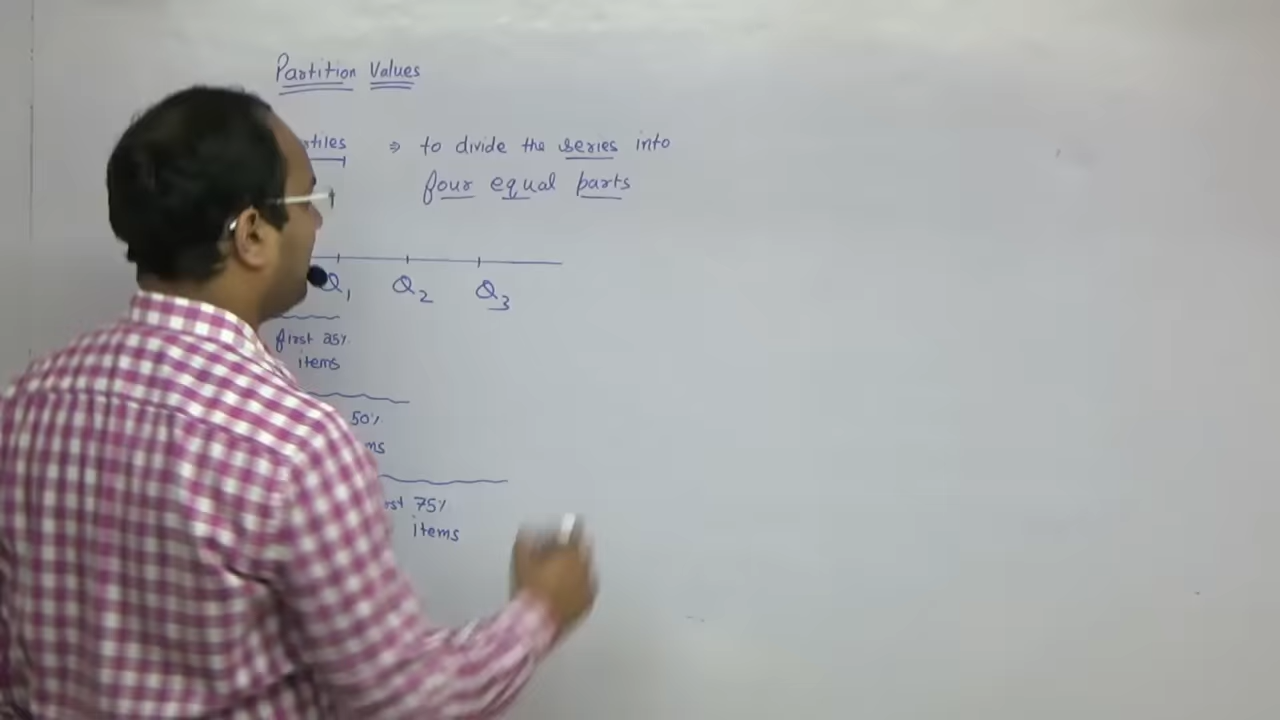 Partition Values
tiles ⇒ to divide the series into
four equal parts
Q1 Q2 Q3
first 25%
items
50%
ms
st 75%
items